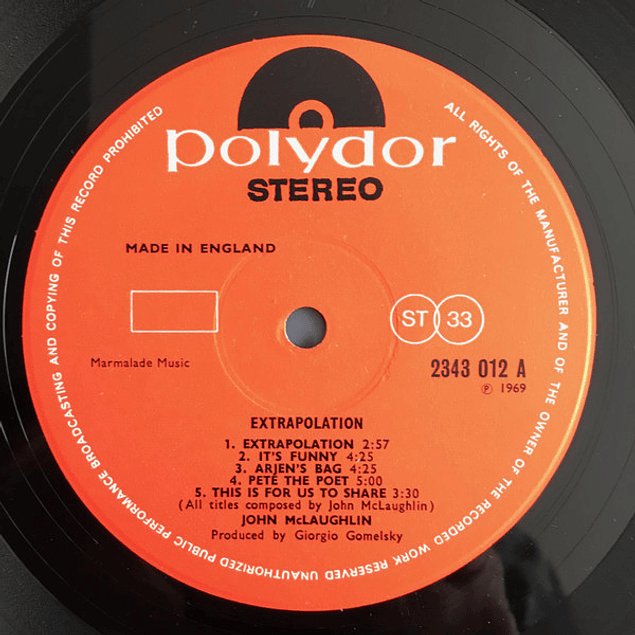 polydor
STEREO
MADE IN ENGLAND
ST 33
Marmalade Music
2343 012 A
℗ 1969
EXTRAPOLATION
1. EXTRAPOLATION 2:57
2. IT'S FUNNY 4:25
3. ARJEN'S BAG 4:25
4. PETE THE POET 5:00
5. THIS IS FOR US TO SHARE 3:30
(All titles composed by John McLaughlin)
JOHN McLAUGHLIN
Produced by Giorgio Gomelsky
ALL RIGHTS OF THE MANUFACTURER AND OF THE OWNER OF THE RECORDED WORK RESERVED UNAUTHORIZED PUBLIC PERFORMANCE BROADCASTING AND COPYING OF THIS RECORD PROHIBITED